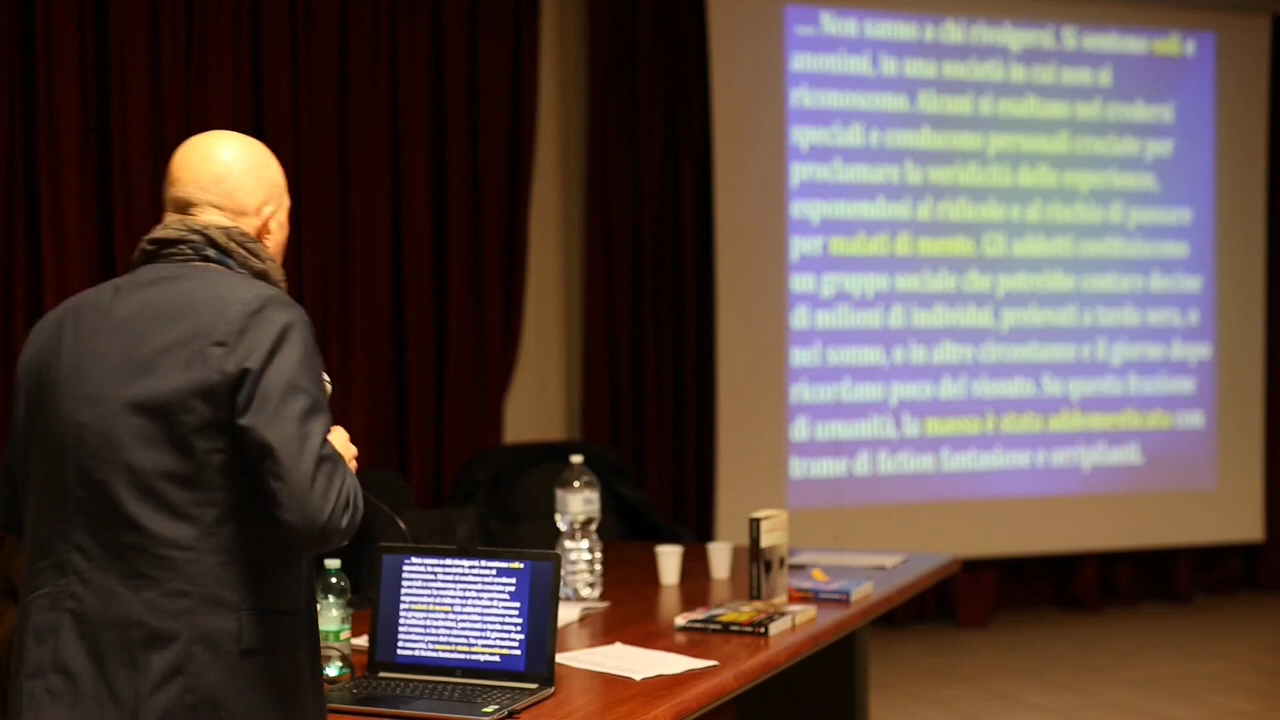 ... Non sanno a chi rivolgersi. Si sentono soli e
anonimi, in una società in cui non si
riconoscono. Alcuni si esaltano nel credersi
speciali e conducono personali crociate per
proclamare la veridicità delle esperienze,
esponendosi al ridicolo e al rischio di passare
per malati di mente. Gli addotti costituiscono
un gruppo sociale che potrebbe contare decine
di milioni di individui, prelevati a tarda sera, o
nel sonno, o in altre circostanze e il giorno dopo
ricordano poco del vissuto. Su questa frazione
di umanità, la massa è stata addomesticata con
trame di fiction fantasiose e orripilanti.